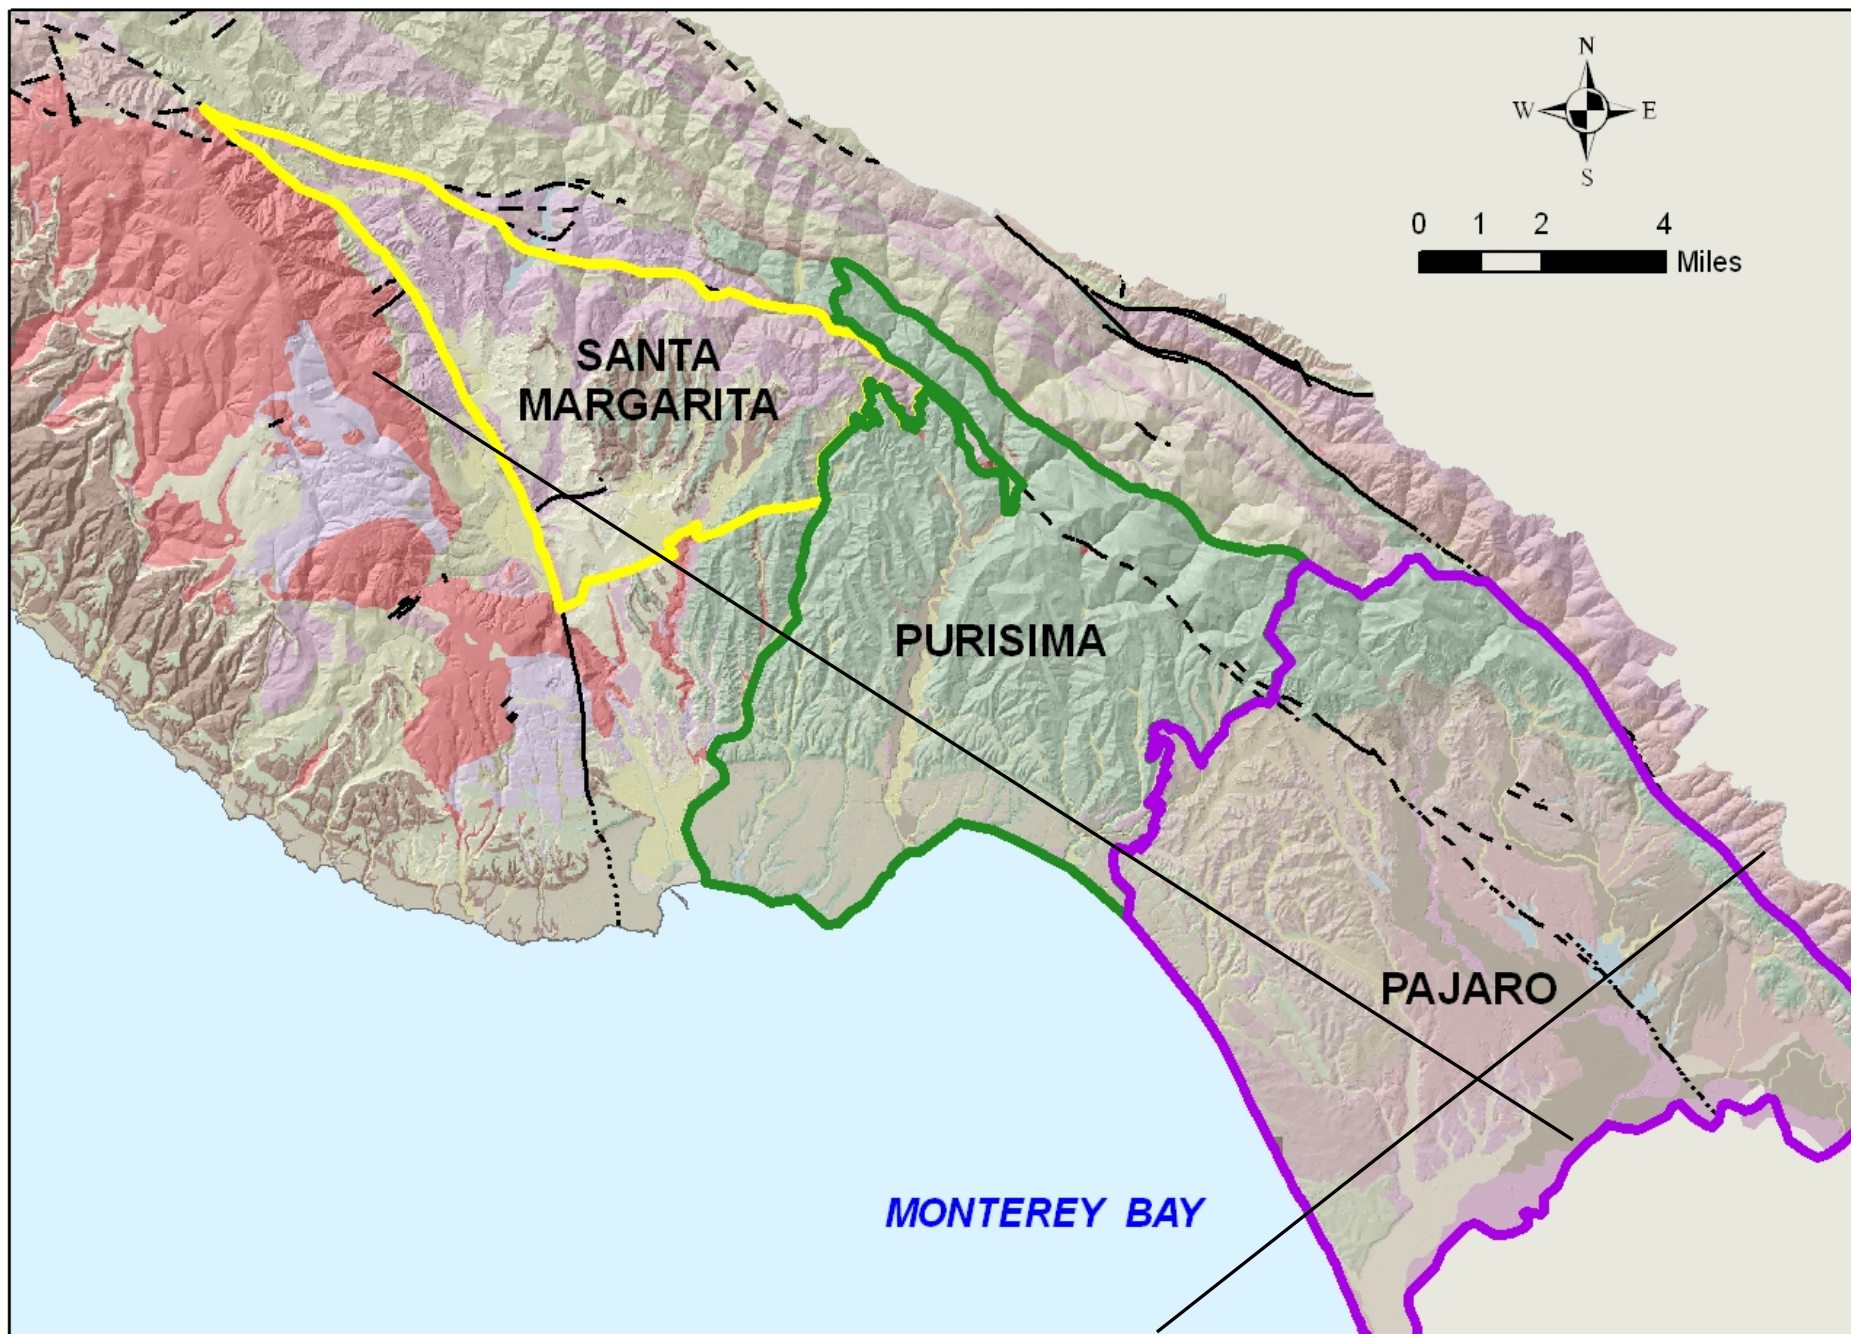 N
W E
S
0 1 2 4
Miles
SANTA
MARGARITA
PURISIMA
PAJARO
MONTEREY BAY